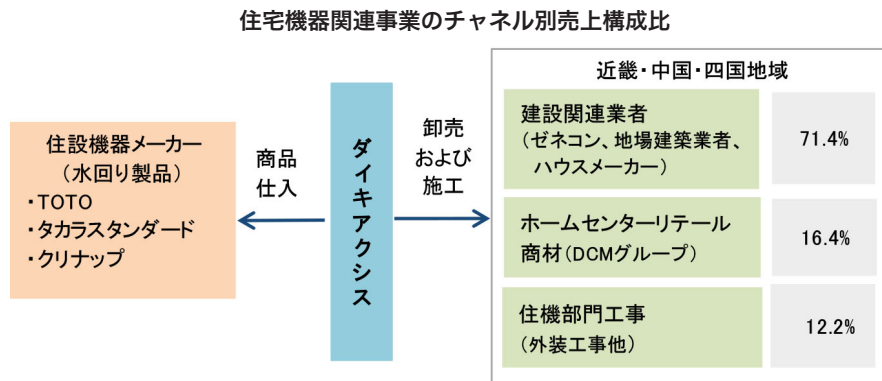 住宅機器関連事業のチャネル別売上構成比
住設機器メーカー
（水回り製品）
・TOTO
・タカラスタンダード
・クリナップ
商品
仕入
ダイキアクシス
卸売
および
施工
近畿・中国・四国地域
建設関連業者
（ゼネコン、地場建築業者、
ハウスメーカー）
71.4%
ホームセンターリテール
商材（DCMグループ）
16.4%
住機部門工事
（外装工事他）
12.2%